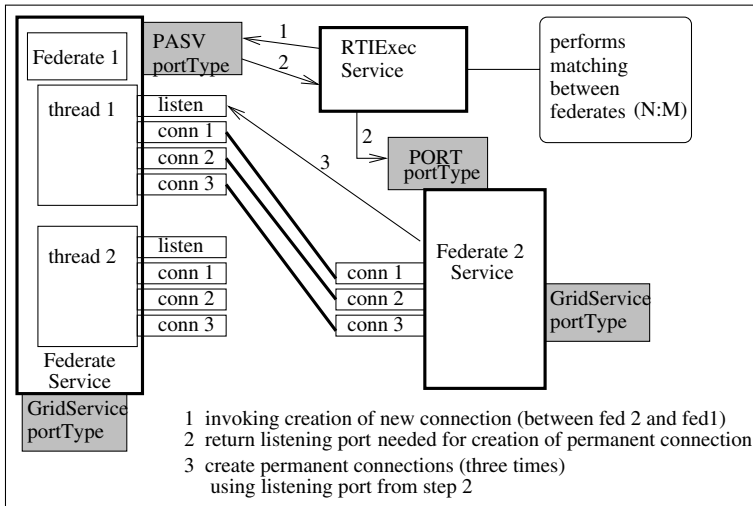 Federate 1
PASV
portType
1
2
RTIExec
Service
performs
matching
between
federates (N:M)
thread 1
listen
conn 1
conn 2
conn 3
2
3
PORT
portType
thread 2
listen
conn 1
conn 2
conn 3
conn 1
conn 2
conn 3
Federate 2
Service
GridService
portType
Federate
Service
GridService
portType
1 invoking creation of new connection (between fed 2 and fed1)
2 return listening port needed for creation of permanent connection
3 create permanent connections (three times)
using listening port from step 2